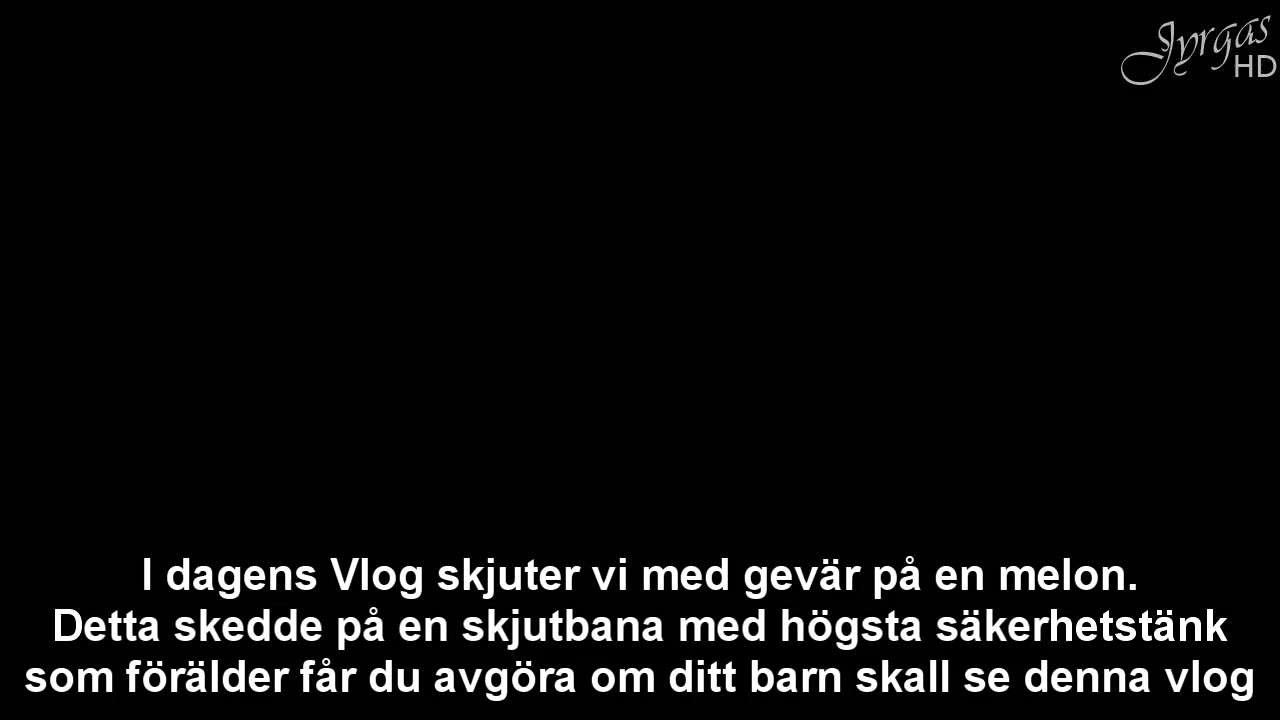 Jyrgas
HD
I dagens Vlog skjuter vi med gevär på en melon.
Detta skedde på en skjutbana med högsta säkerhetstänk
som förälder får du avgöra om ditt barn skall se denna vlog